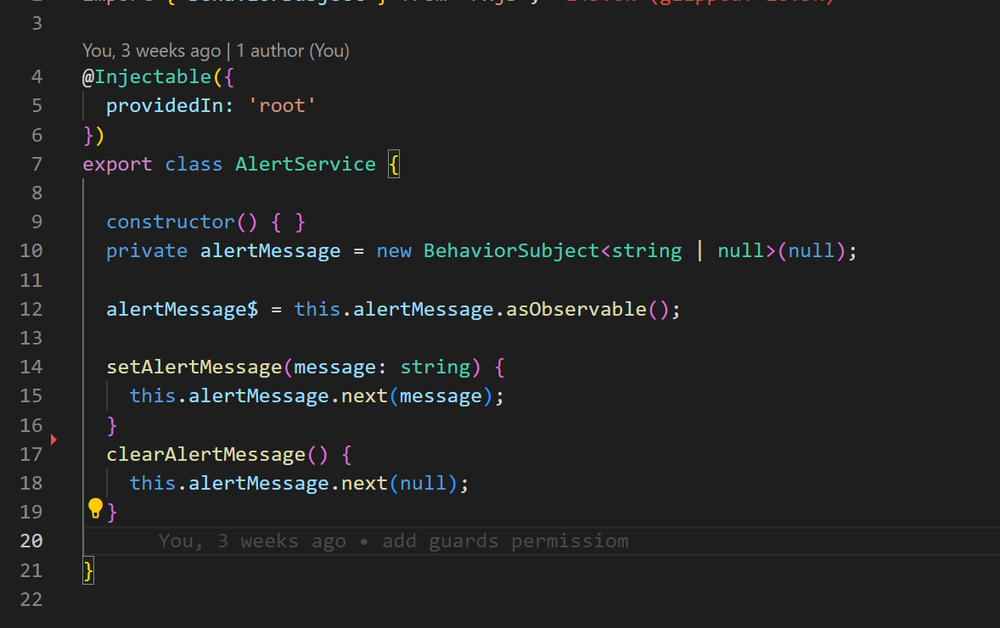 3
You, 3 weeks ago | 1 author (You)
4 @Injectable({
5 providedIn: 'root'
6 })
7 export class AlertService {
8
9 constructor() { }
10 private alertMessage = new BehaviorSubject<string | null>(null);
11
12 alertMessage$ = this.alertMessage.asObservable();
13
14 setAlertMessage(message: string) {
15 this.alertMessage.next(message);
16 }
17 clearAlertMessage() {
18 this.alertMessage.next(null);
19 }
20 You, 3 weeks ago • add guards permissiom
21 }
22